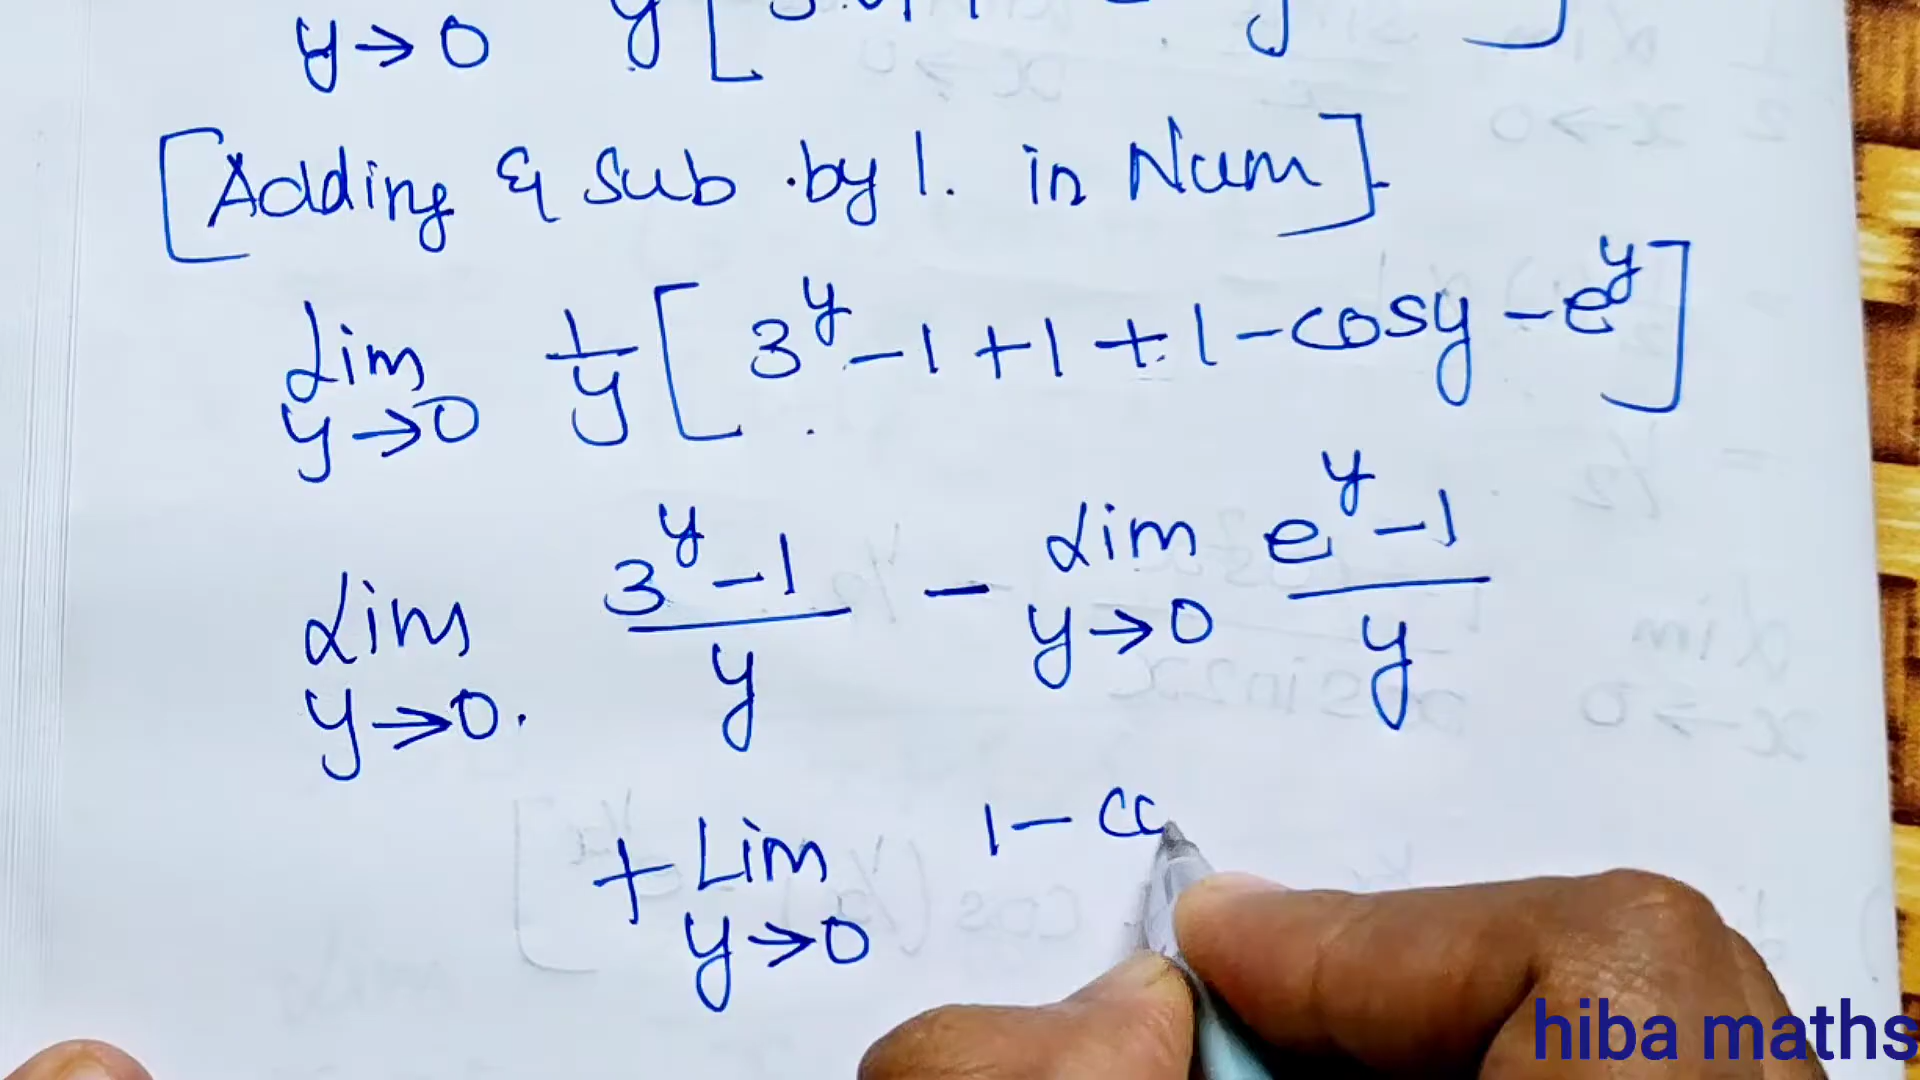 y→0 y[
[Adding & Sub.by 1. in Num]
Lim 1/y [3^y -1 +1 +1 -cosy -e^y]
y→0
Lim 3^y -1 / y - Lim e^y -1 / y
y→0. y→0
+ Lim 1 - co
y→0
hiba maths